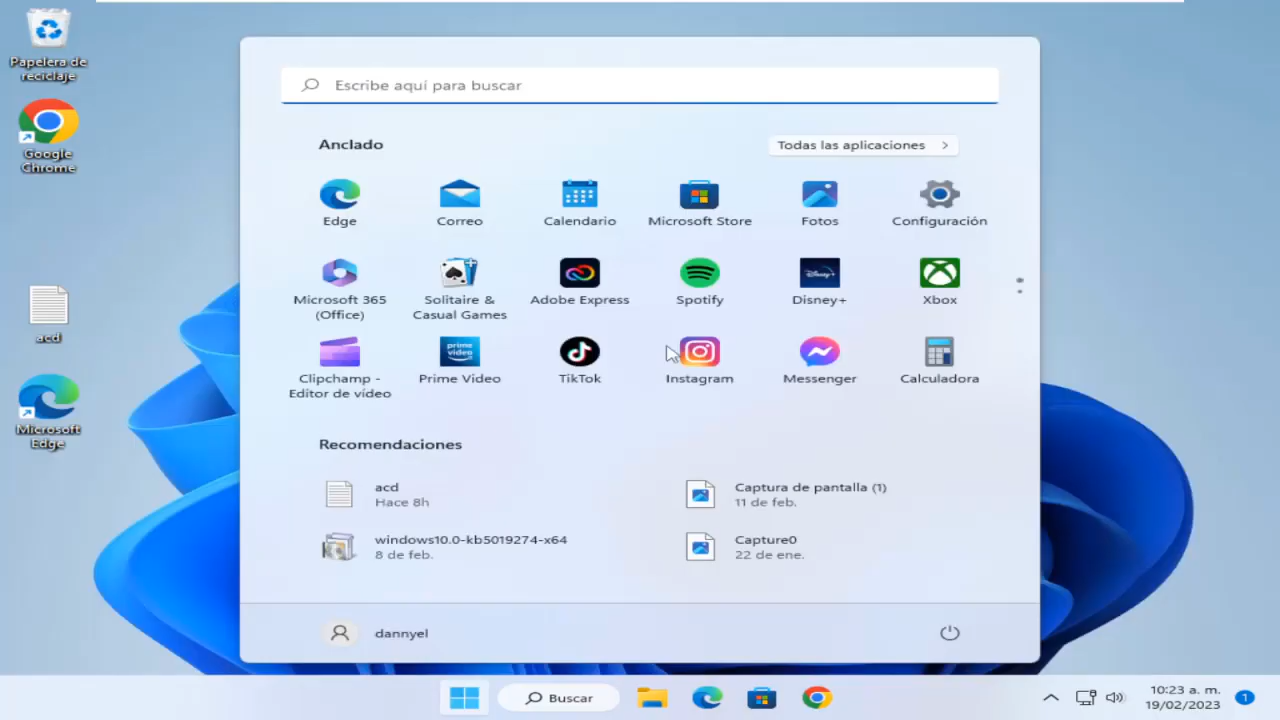 Papelera de
reciclaje
Google
Chrome
acd
Microsoft
Edge
Escribe aquí para buscar
Anclado
Todas las aplicaciones
Edge
Correo
Calendario
Microsoft Store
Fotos
Configuración
Microsoft 365
(Office)
Solitaire &
Casual Games
Adobe Express
Disney+
Spotify
Disney+
Xbox
prime
video
Clipchamp -
Editor de vídeo
Prime Video
TikTok
Instagram
Messenger
Calculadora
Recomendaciones
acd
Hace 8h
Captura de pantalla (1)
11 de feb.
windows10.0-kb5019274-x64
8 de feb.
Capture0
22 de ene.
dannyel
Buscar
10:23 a. m.
19/02/2023
1